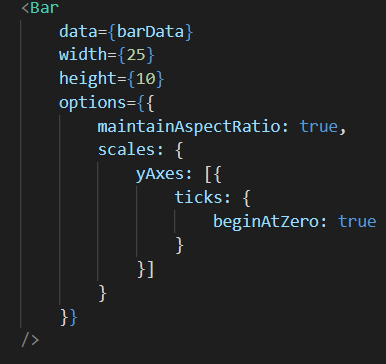 <Bar
data={barData}
width={25}
height={10}
options={{
maintainAspectRatio: true,
scales: {
yAxes: [{
ticks: {
beginAtZero: true
}
}]
}
}}
/>